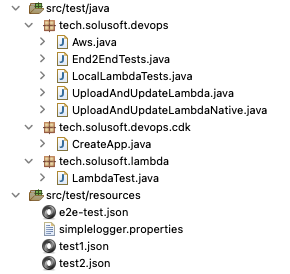 src/test/java
tech.solusoft.devops
Aws.java
End2EndTests.java
LocalLambdaTests.java
UploadAndUpdateLambda.java
UploadAndUpdateLambdaNative.java
tech.solusoft.devops.cdk
CreateApp.java
tech.solusoft.lambda
LambdaTest.java
src/test/resources
e2e-test.json
simplelogger.properties
test1.json
test2.json